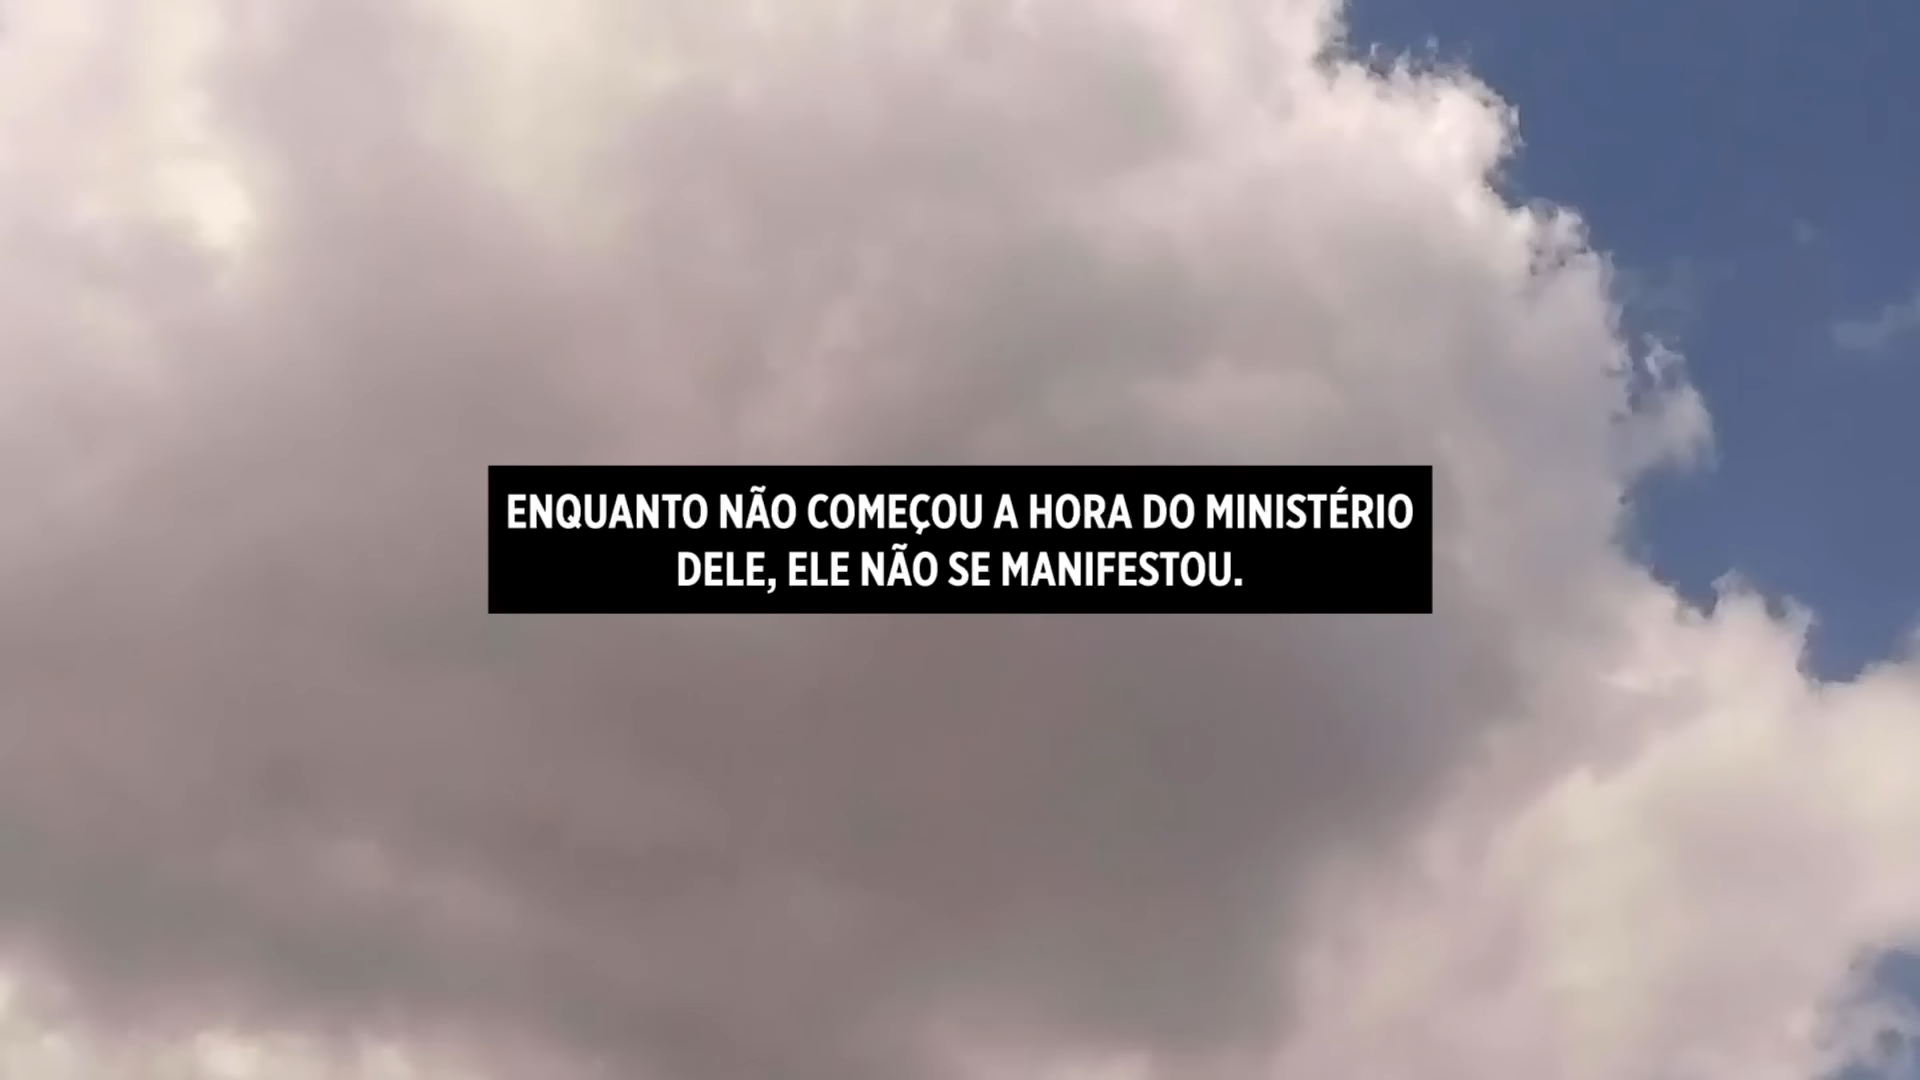 ENQUANTO NÃO COMEÇOU A HORA DO MINISTÉRIO
DELE, ELE NÃO SE MANIFESTOU.